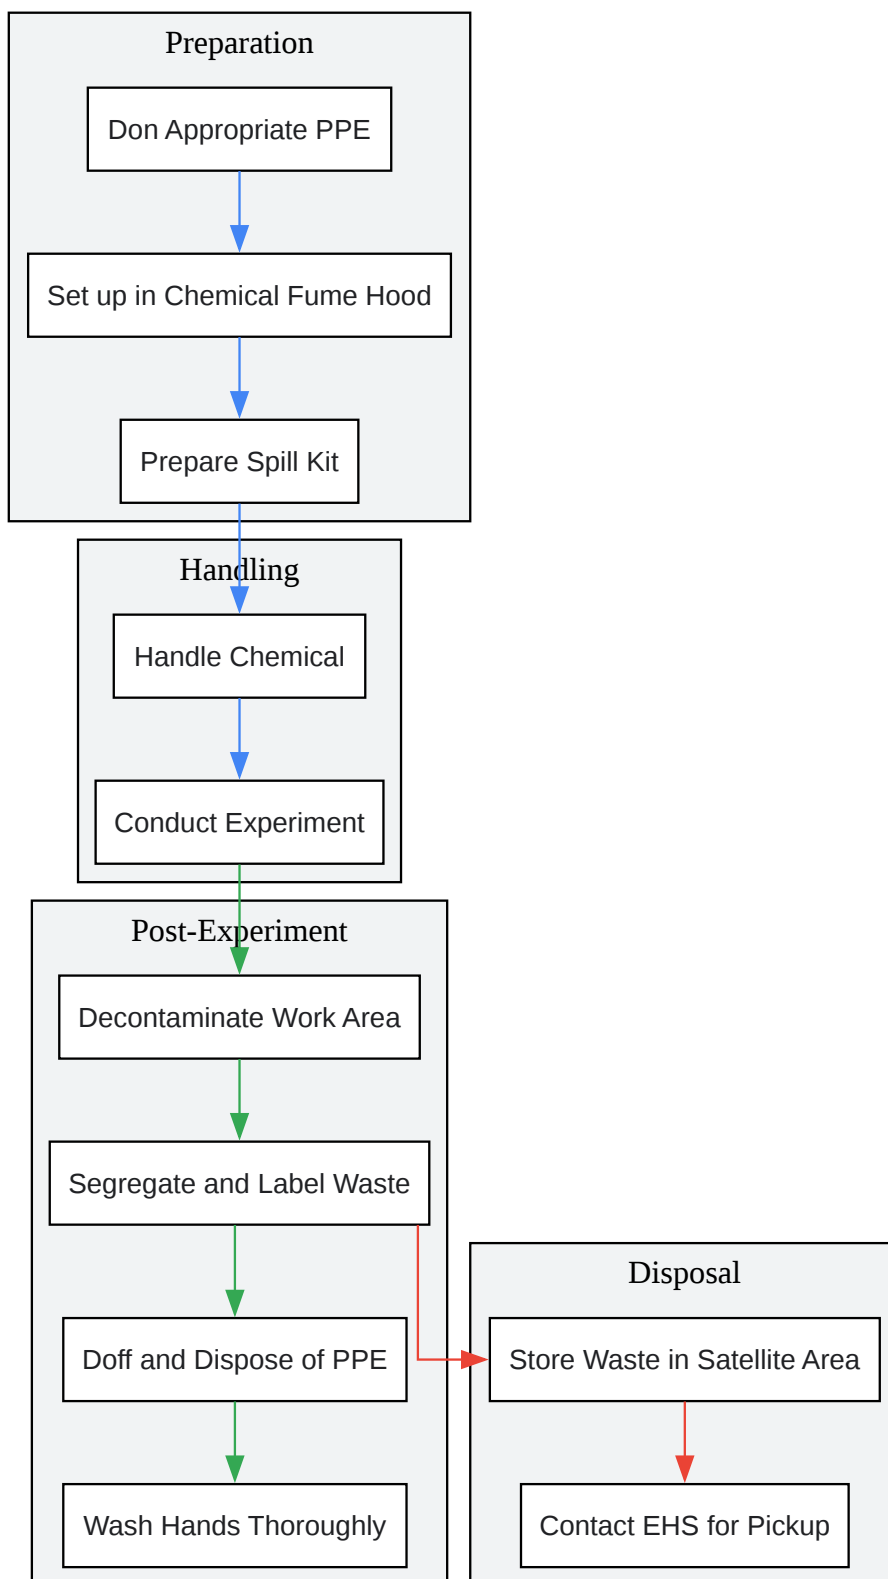 Preparation
Don Appropriate PPE
Set up in Chemical Fume Hood
Prepare Spill Kit
Handling
Handle Chemical
Conduct Experiment
Post-Experiment
Decontaminate Work Area
Segregate and Label Waste
Doff and Dispose of PPE
Wash Hands Thoroughly
Disposal
Store Waste in Satellite Area
Contact EHS for Pickup